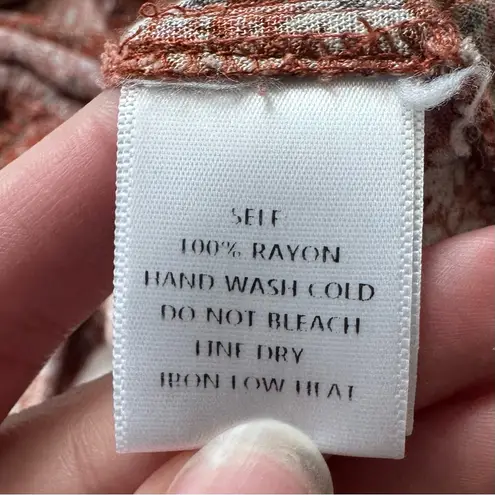 SELF
100% RAYON
HAND WASH COLD
DO NOT BLEACH
LINE DRY
IRON LOW HEAT